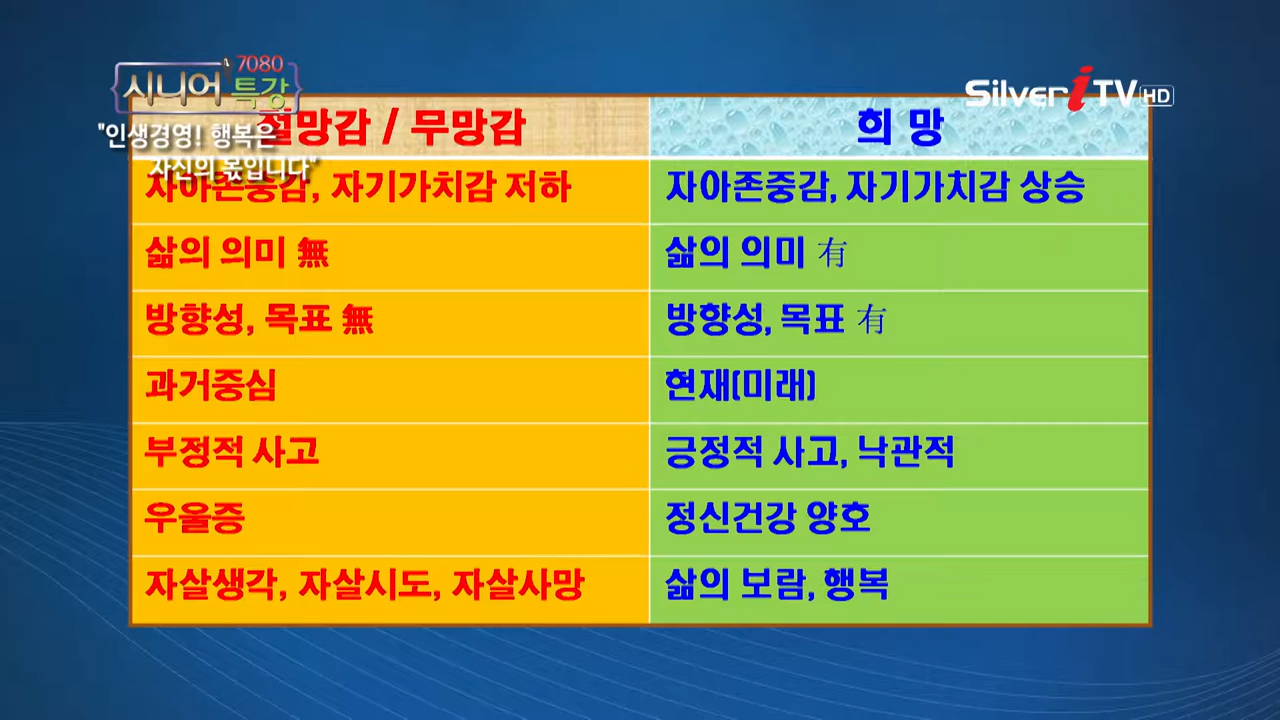 7080
시니어 특강
"인생경영! 행복은
자신의 몫입니다"
Silver i TV HD
절망감 / 무망감
희 망
자아존중감, 자기가치감 저하
자아존중감, 자기가치감 상승
삶의 의미 無
삶의 의미 有
방향성, 목표 無
방향성, 목표 有
과거중심
현재(미래)
부정적 사고
긍정적 사고, 낙관적
우울증
정신건강 양호
자살생각, 자살시도, 자살사망
삶의 보람, 행복